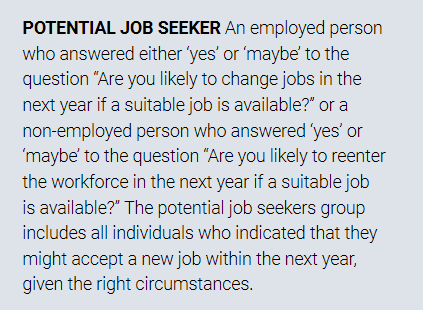 POTENTIAL JOB SEEKER An employed person
who answered either ‘yes’ or ‘maybe’ to the
question “Are you likely to change jobs in the
next year if a suitable job is available?” or a
non-employed person who answered ‘yes’ or
‘maybe’ to the question “Are you likely to reenter
the workforce in the next year if a suitable job
is available?” The potential job seekers group
includes all individuals who indicated that they
might accept a new job within the next year,
given the right circumstances.